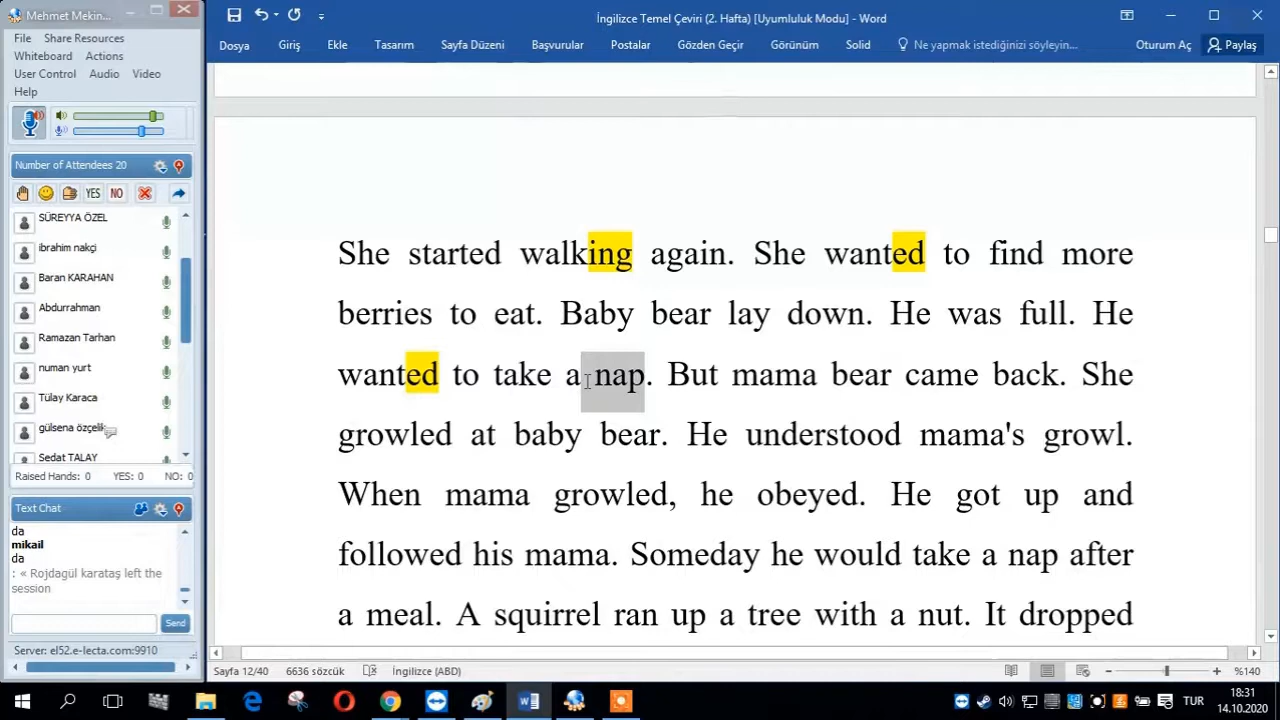 Mehmet Mekin...
File Share Resources
Whiteboard Actions
User Control Audio Video
Help
Number of Attendees 20
YES NO
SÜREYYA ÖZEL
ibrahim nakçi
Baran KARAHAN
Abdurrahman
Ramazan Tarhan
numan yurt
Tülay Karaca
gülsena özçelik
Sedat TALAY
Raised Hands: 0 YES: 0 NO: 0
Text Chat
da
mikail
da
: « Rojdagül karataş left the
session
Send
Server: el52.e-lecta.com:9910
İngilizce Temel Çeviri (2. Hafta) [Uyumluluk Modu] - Word
Dosya Giriş Ekle Tasarım Sayfa Düzeni Başvurular Postalar Gözden Geçir Görünüm Solid Ne yapmak istediğinizi söyleyin... Oturum Aç Paylaş
She started walking again. She wanted to find more
berries to eat. Baby bear lay down. He was full. He
wanted to take a nap. But mama bear came back. She
growled at baby bear. He understood mama's growl.
When mama growled, he obeyed. He got up and
followed his mama. Someday he would take a nap after
a meal. A squirrel ran up a tree with a nut. It dropped
Sayfa 12/40 6636 sözcük İngilizce (ABD) %140
TUR
18:31
14.10.2020